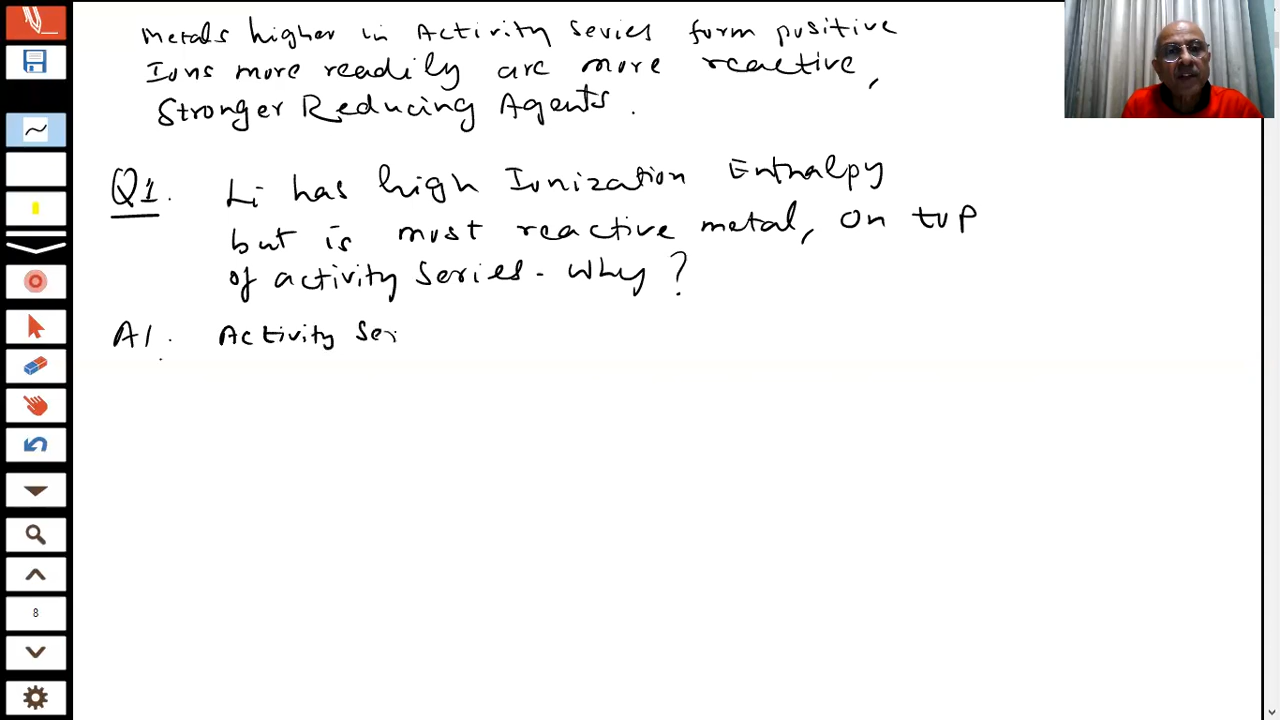 Metals higher in Activity Series form positive
Ions more readily are more reactive,
Stronger Reducing Agents.
Q1. Li has high Ionization Enthalpy
but is most reactive metal, on top
of activity Series - Why ?
A1. Activity Ser
8